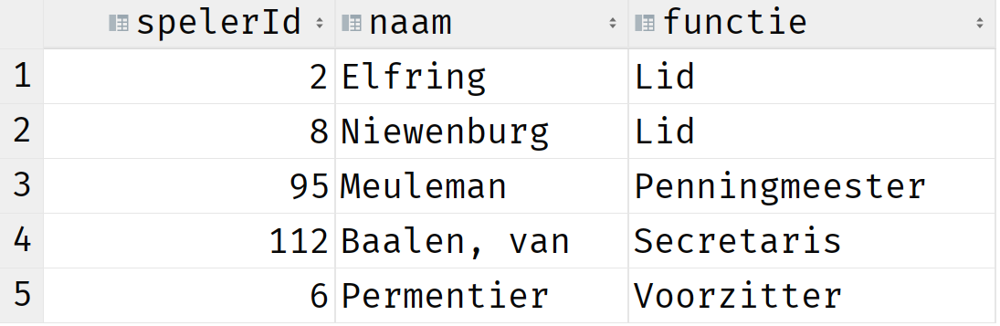 spelerId naam functie
1 2 Elfring Lid
2 8 Niewenburg Lid
3 95 Meuleman Penningmeester
4 112 Baalen, van Secretaris
5 6 Permentier Voorzitter